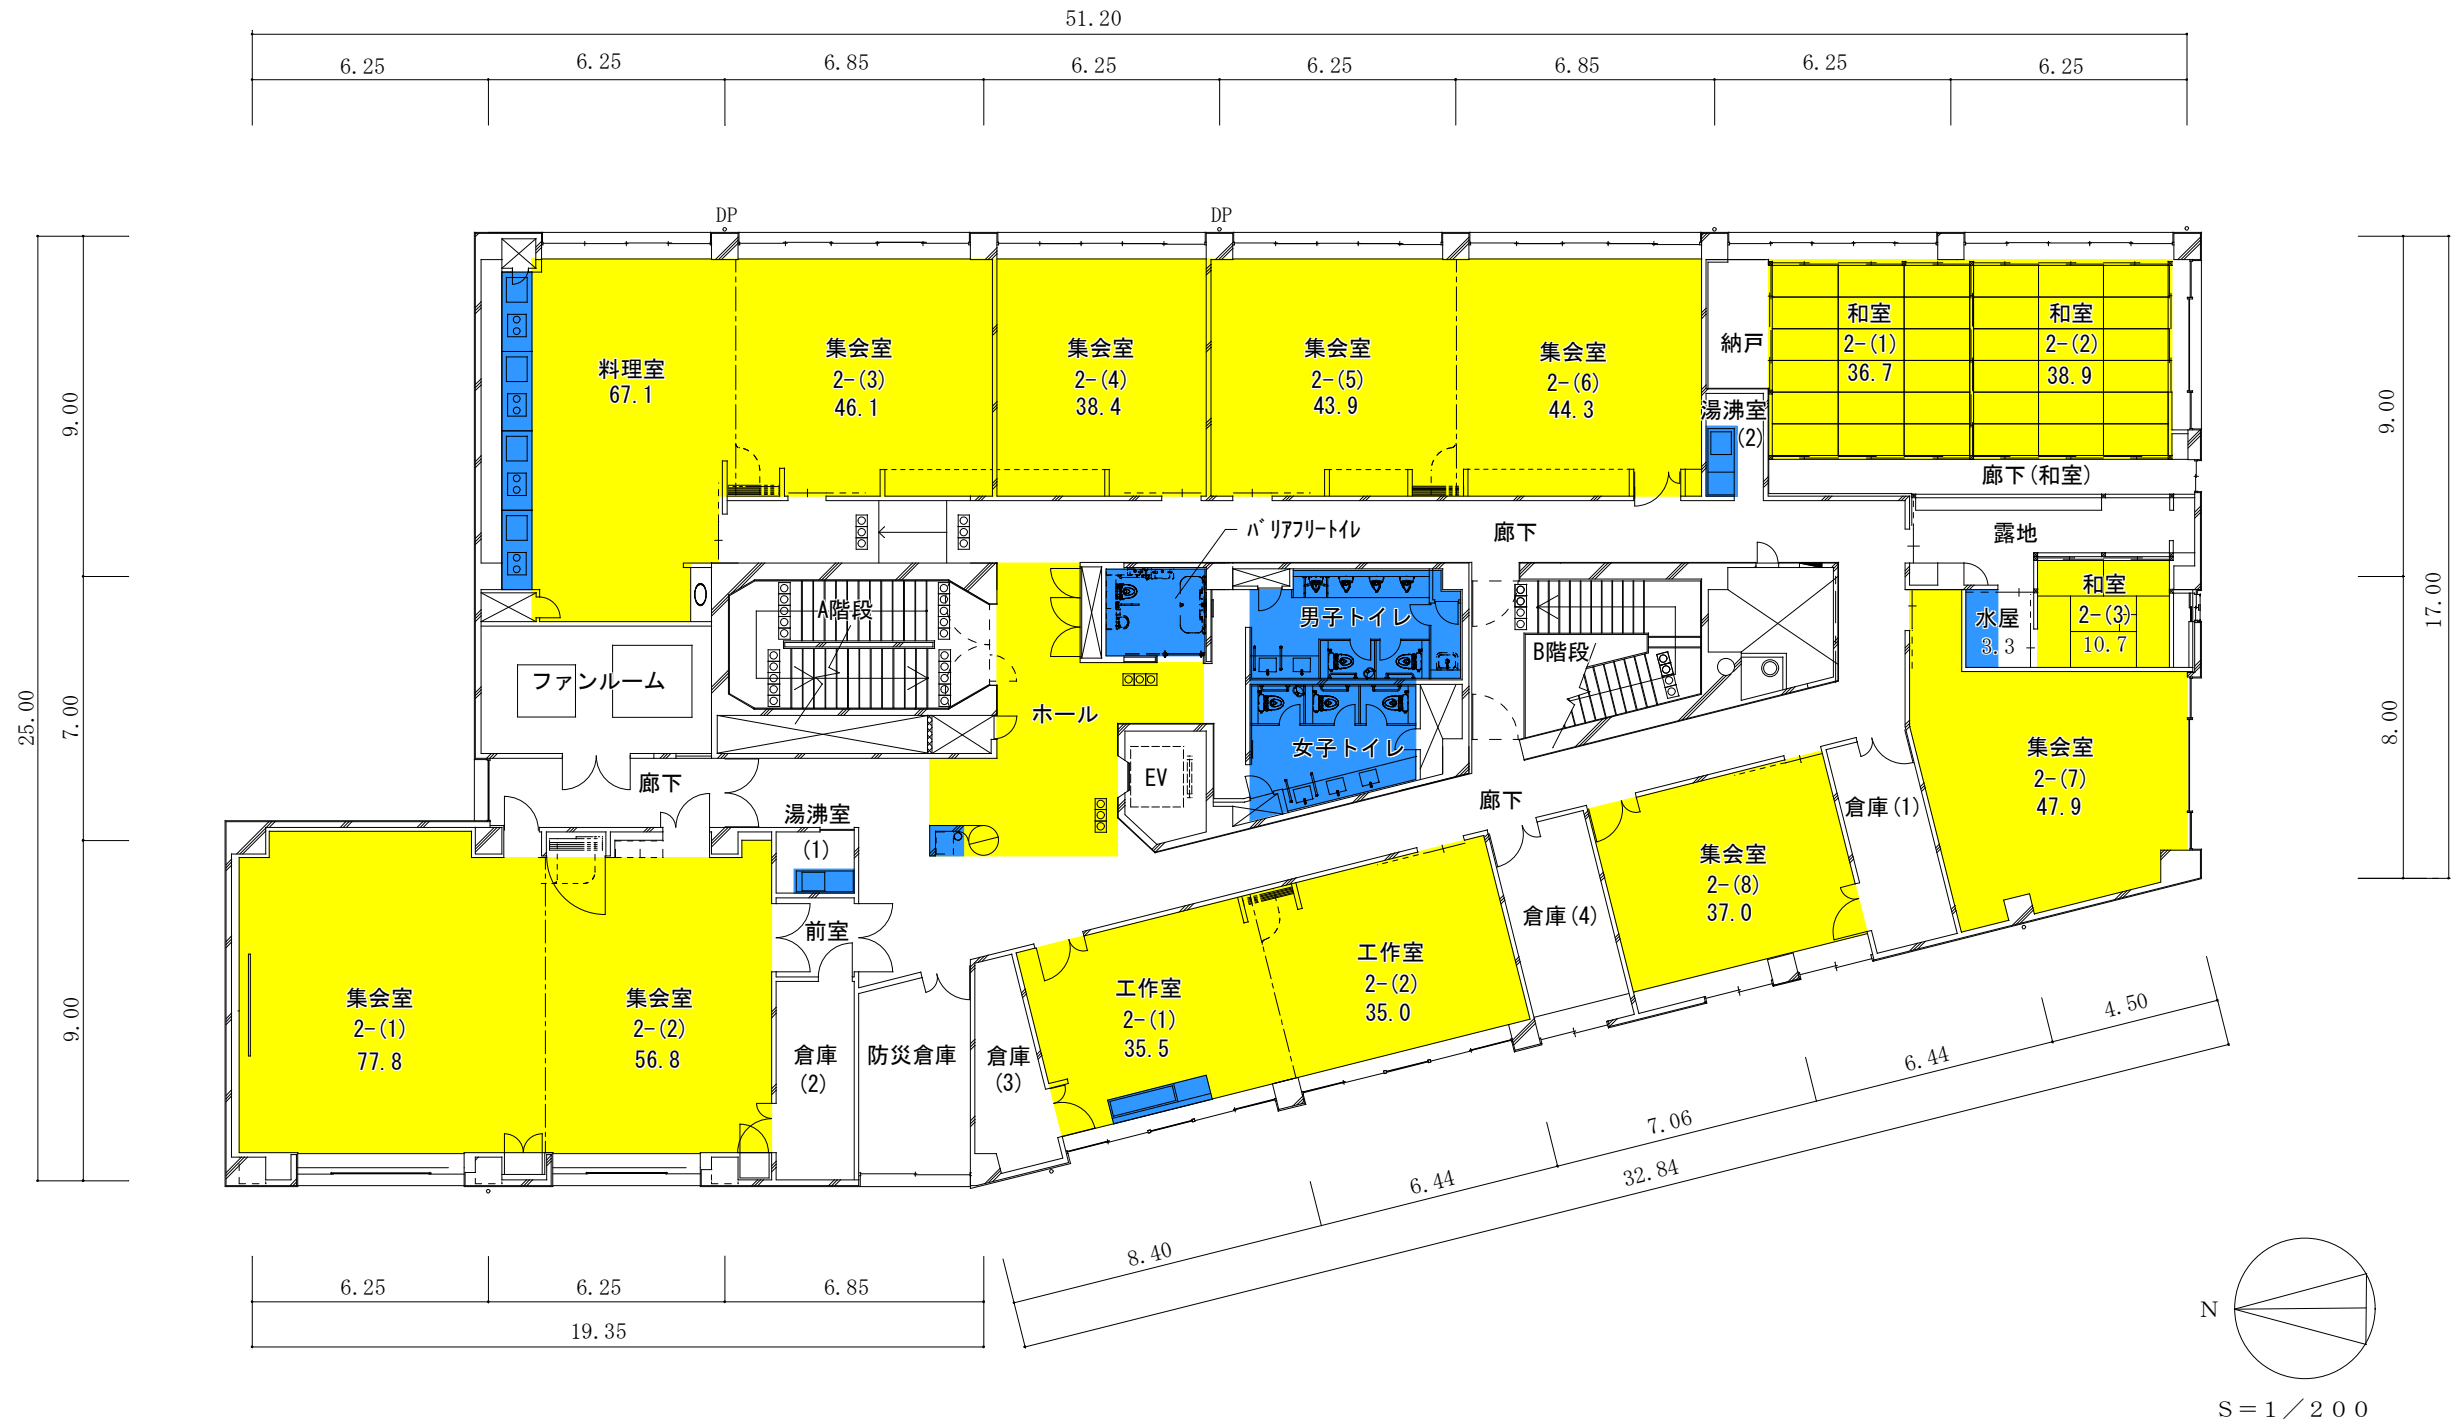 51.20
6.25
6.25
6.85
6.25
6.25
6.85
6.25
6.25
DP
DP
料理室
67.1
集会室
2-(3)
46.1
集会室
2-(4)
38.4
集会室
2-(5)
43.9
集会室
2-(6)
44.3
納戸
和室
2-(1)
36.7
和室
2-(2)
38.9
湯沸室
(2)
廊下(和室)
9.00
9.00
バリアフリートイレ
廊下
露地
A階段
男子トイレ
B階段
水屋
3.3
和室
2-(3)
10.7
17.00
ファンルーム
ホール
女子トイレ
EV
25.00
7.00
8.00
廊下
湯沸室
(1)
廊下
倉庫(1)
集会室
2-(7)
47.9
集会室
2-(8)
37.0
前室
倉庫(4)
工作室
2-(2)
35.0
工作室
2-(1)
35.5
集会室
2-(1)
77.8
集会室
2-(2)
56.8
9.00
倉庫
(2)
防災倉庫
倉庫
(3)
4.50
6.44
7.06
6.44
8.40
32.84
6.25
6.25
6.85
19.35
N
S=1/200